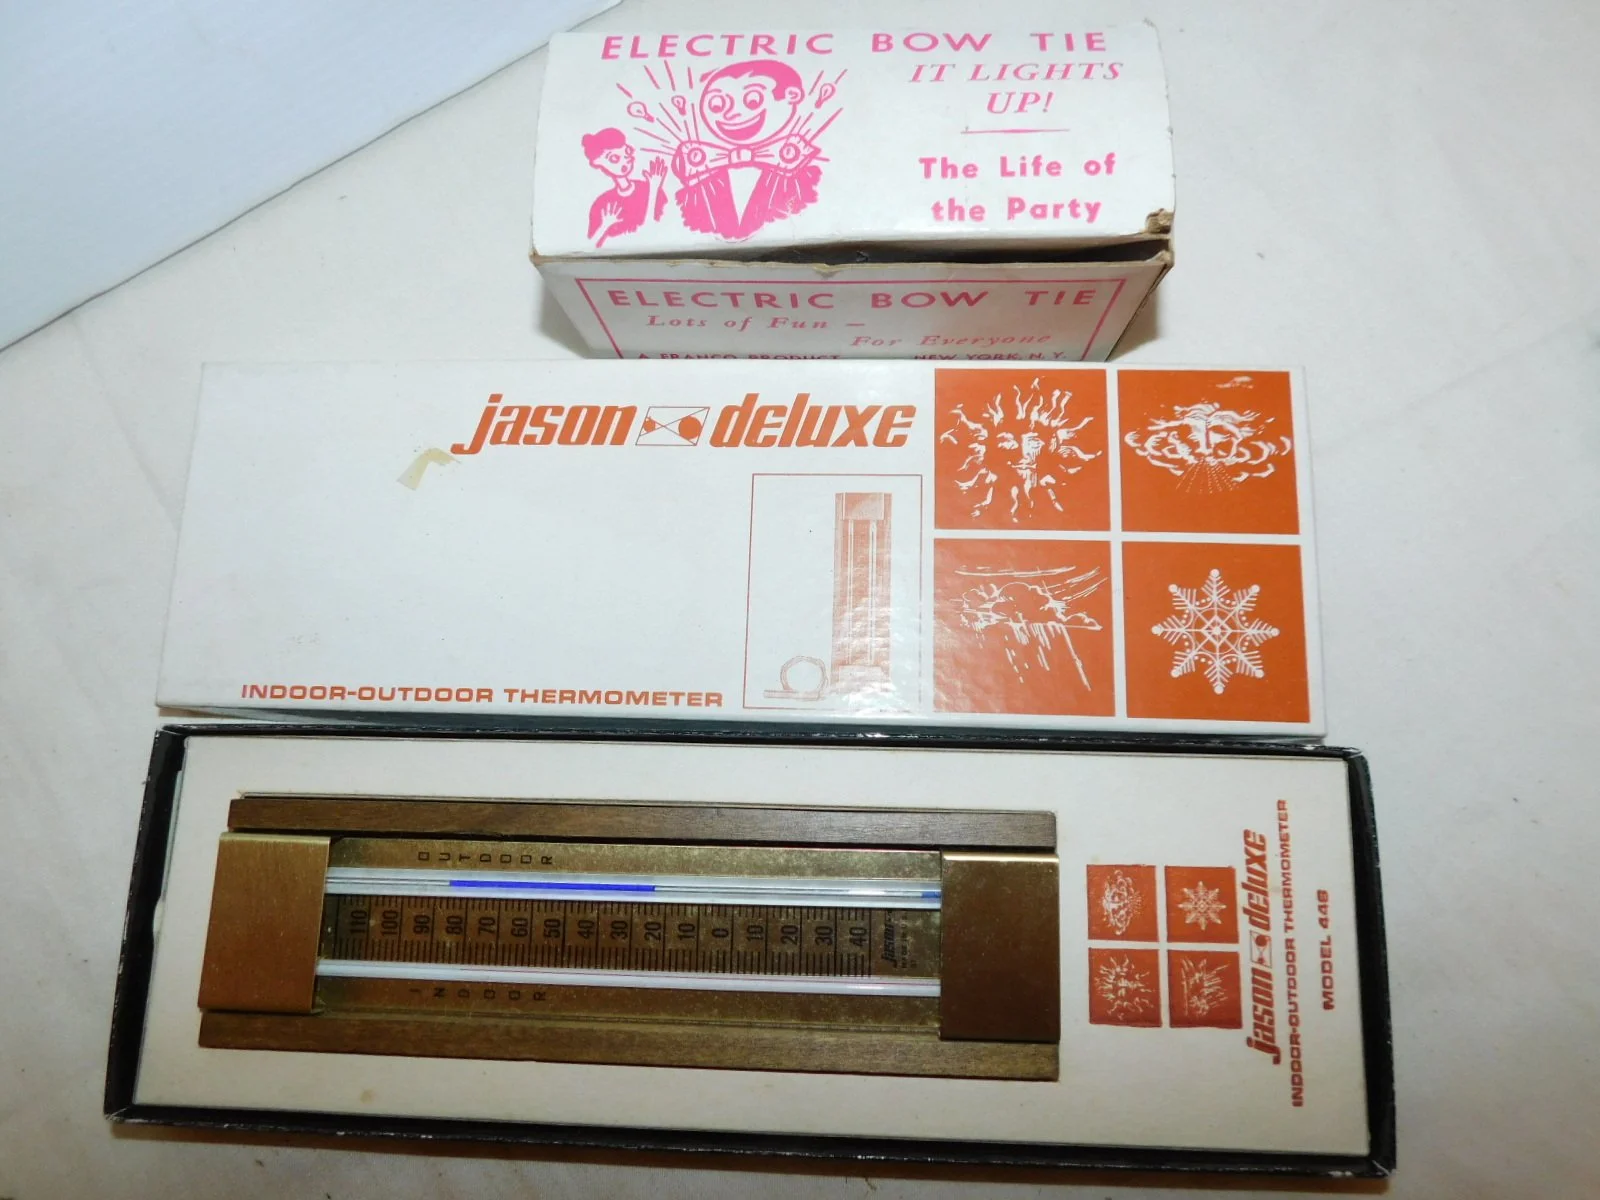 ELECTRIC BOW TIE
IT LIGHTS
UP!
The Life of
the Party
ELECTRIC BOW TIE
Lots of Fun –
For Everyone
A FRANCO PRODUCT NEW YORK, N. Y.
jason deluxe
INDOOR-OUTDOOR THERMOMETER
OUTDOOR
110 100 90 80 70 60 50 40 30 20 10 0 10 20 30 40
Jason
INDOOR
jason deluxe
INDOOR-OUTDOOR THERMOMETER
MODEL 448